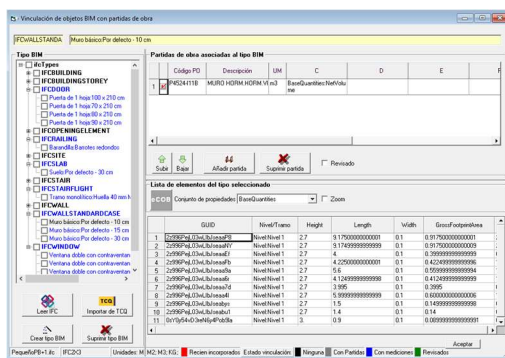 Vinculación de objetos BIM con partidas de obra
IFCWALLSTANDA Muro básico:Por defecto - 10 cm
Tipo BIM
ifcTypes
IFCBUILDING
IFCBUILDINGSTOREY
IFCDOOR
Puerta de 1 hoja:100 x 210 cm
Puerta de 1 hoja:70 x 210 cm
Puerta de 1 hoja:80 x 210 cm
Puerta de 1 hoja:90 x 210 cm
IFCOPENINGELEMENT
IFCRAILING
Barandilla:Barrotes redondos
IFCSITE
IFCSLAB
Suelo:Por defecto - 30 cm
IFCSTAIR
IFCSTAIRFLIGHT
Tramo monolítico:Huella 40 mm h
IFCWALL
IFCWALLSTANDARDCASE
Muro básico:Por defecto - 10 cm
Muro básico:Por defecto - 15 cm
Muro básico:Por defecto - 30 cm
IFCWINDOW
Ventana doble con contraventan
Ventana doble con contraventan
Ventana doble con contraventan
Leer IFC
Importar de TCQ
Crear tipo BIM
Suprimir tipo BIM
Partidas de obra asociadas al tipo BIM
Código PO Descripción UM C D E F
1 P4524-I11B MURO HORM.HORM.VI m3 BaseQuantities:NetVolu
me
Subir Bajar Añadir partida Suprimir partida Revisado
Lista de elementos del tipo seleccionado
eCOB Conjunto de propiedades BaseQuantities Zoom
GUID Nivel/Tramo Height Length Width GrossFootprintArea
1 Nivel:Nivel 1 2.7 9.17500000000001 0.1 0.917500000000001
2 Nivel:Nivel 1 2.7 9.17499999999999 0.1 0.917500000000009
3 Nivel:Nivel 1 2.7 4. 0.1 0.399999999999999
4 Nivel:Nivel 1 2.7 4.22500000000001 0.1 0.422499999999996
5 Nivel:Nivel 1 2.7 5.6 0.1 0.559999999999994
6 Nivel:Nivel 1 2.7 4.12499999999998 0.1 0.412499999999999
7 Nivel:Nivel 1 2.7 3.995 0.1 0.3995
8 Nivel:Nivel 1 2.7 5.99999999999999 0.1 0.600000000000006
9 Nivel:Nivel 1 2.7 1.5 0.1 0.149999999999998
10 Nivel:Nivel 1 2.7 1.4 0.1 0.14
11 Nivel:Nivel 1 3. 0.9 0.1
Aceptar
PequeñoPB+1.ifc IFC2X3 Unidades: M; M2; M3; KG; Recien incorporados Estado vinculación: Ninguna Con Partidas Con mediciones Revisados